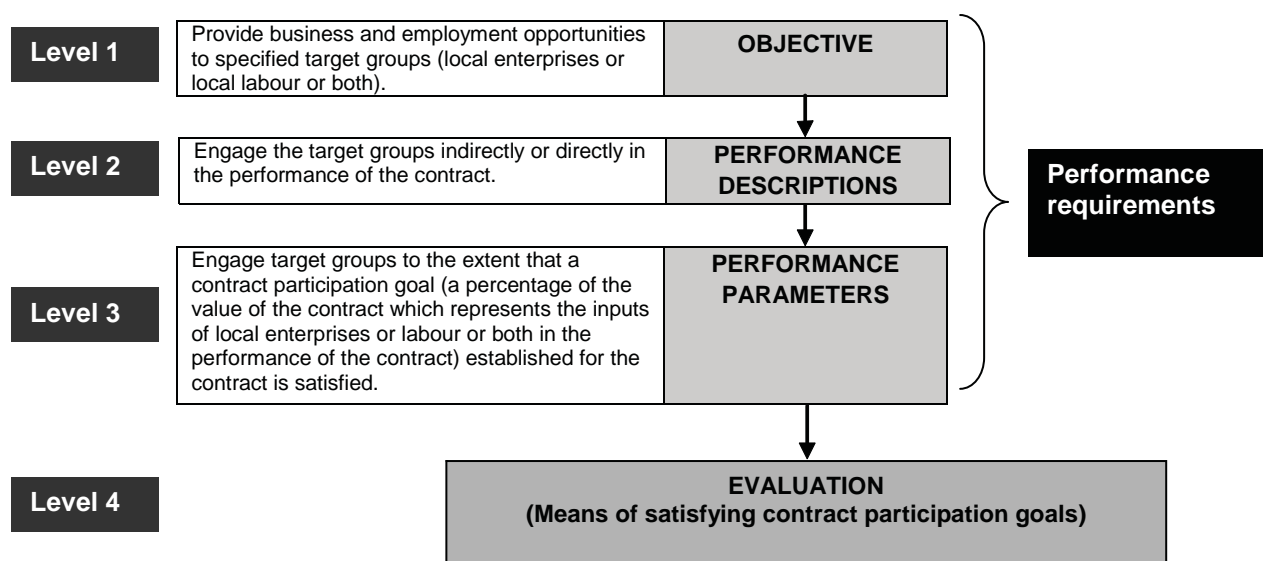 Level 1
Provide business and employment opportunities
to specified target groups (local enterprises or
local labour or both).
OBJECTIVE
Level 2
Engage the target groups indirectly or directly in
the performance of the contract.
PERFORMANCE
DESCRIPTIONS
Performance
requirements
Level 3
Engage target groups to the extent that a
contract participation goal (a percentage of the
value of the contract which represents the inputs
of local enterprises or labour or both in the
performance of the contract) established for the
contract is satisfied.
PERFORMANCE
PARAMETERS
Level 4
EVALUATION
(Means of satisfying contract participation goals)